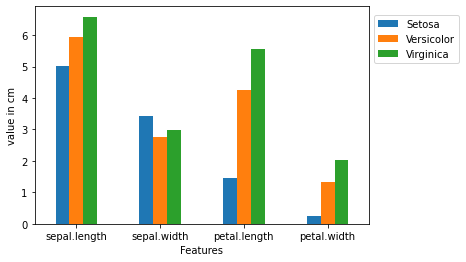 Setosa
Versicolor
Virginica
value in cm
6
5
4
3
2
1
0
sepal.length sepal.width petal.length petal.width
Features